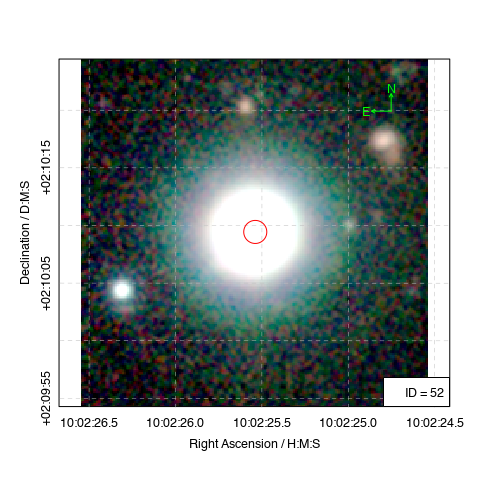 N
E
Declination / D:M:S
+02:10:15
+02:10:05
+02:09:55
ID = 52
10:02:26.5 10:02:26.0 10:02:25.5 10:02:25.0 10:02:24.5
Right Ascension / H:M:S